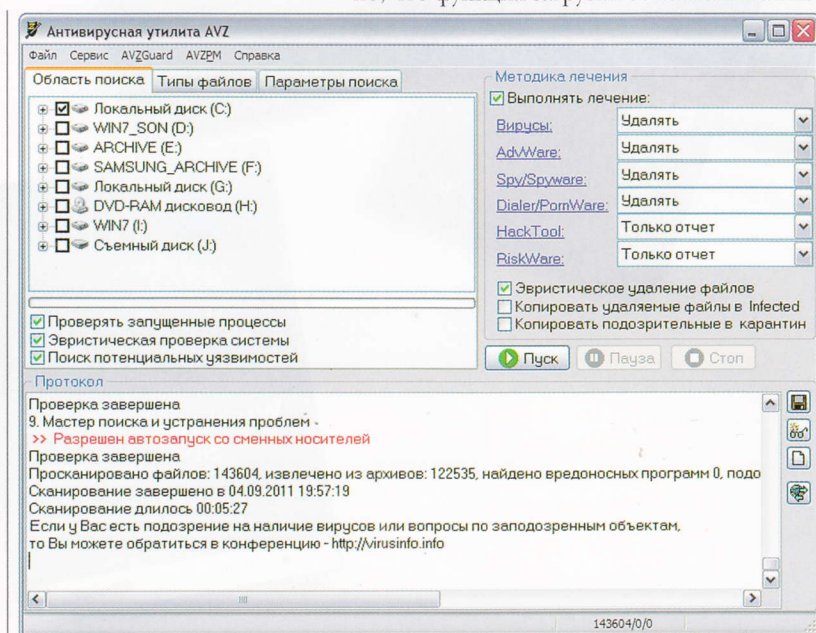 Антивирусная утилита AVZ
Файл Сервис AVZGuard AVZPM Справка
Область поиска Типы файлов Параметры поиска
Локальный диск (C:)
WIN7_SON (D:)
ARCHIVE (E:)
SAMSUNG_ARCHIVE (F:)
Локальный диск (G:)
DVD-RAM дисковод (H:)
WIN7 (I:)
Съемный диск (J:)
Проверять запущенные процессы
Эвристическая проверка системы
Поиск потенциальных уязвимостей
Методика лечения
Выполнять лечение:
Вирусы: Удалять
AdvWare: Удалять
Spy/Spyware: Удалять
Dialer/PornWare: Удалять
HackTool: Только отчет
RiskWare: Только отчет
Эвристическое удаление файлов
Копировать удаляемые файлы в Infected
Копировать подозрительные в карантин
Пуск Пауза Стоп
Протокол
Проверка завершена
9. Мастер поиска и устранения проблем
>> Разрешен автозапуск со сменных носителей
Проверка завершена
Просканировано файлов: 143604, извлечено из архивов: 122535, найдено вредоносных программ 0, подо
Сканирование завершено в 04.09.2011 19:57:19
Сканирование длилось 00:05:27
Если у Вас есть подозрение на наличие вирусов или вопросы по заподозренным объектам,
то Вы можете обратиться в конференцию - http://virusinfo.info
143604/0/0